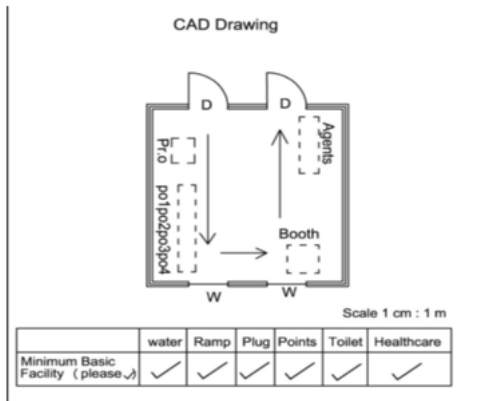 CAD Drawing
D
D
Pr.o
Agents
po1po2po3po4
Booth
W
W
Scale 1 cm : 1 m
water Ramp Plug Points Toilet Healthcare
Minimum Basic
Facility ( please ✓) ✓ ✓ ✓ ✓ ✓ ✓